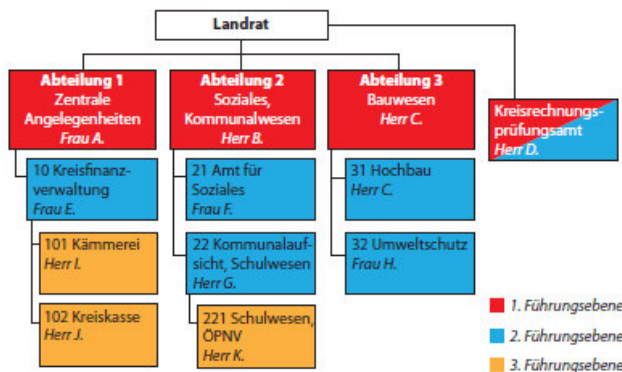 Landrat
Abteilung 1
Zentrale
Angelegenheiten
Frau A.
Abteilung 2
Soziales,
Kommunalwesen
Herr B.
Abteilung 3
Bauwesen
Herr C.
Kreisrechnungs-
prüfungsamt
Herr D.
10 Kreisfinanz-
verwaltung
Frau E.
101 Kämmerei
Herr I.
102 Kreiskasse
Herr J.
21 Amt für
Soziales
Frau F.
22 Kommunalauf-
sicht, Schulwesen
Herr G.
221 Schulwesen,
ÖPNV
Herr K.
31 Hochbau
Herr C.
32 Umweltschutz
Frau H.
1. Führungsebene
2. Führungsebene
3. Führungsebene